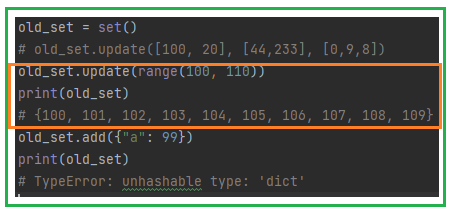 old_set = set()
# old_set.update([100, 20], [44,233], [0,9,8])
old_set.update(range(100, 110))
print(old_set)
# {100, 101, 102, 103, 104, 105, 106, 107, 108, 109}
old_set.add({"a": 99})
print(old_set)
# TypeError: unhashable type: 'dict'